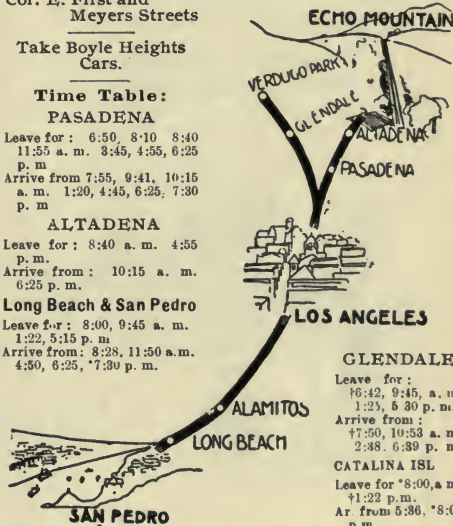 Cor. E. First and
Meyers Streets
Take Boyle Heights
Cars.
Time Table:
PASADENA
Leave for: 6:50, 8·10 8:40
11:55 a. m. 3:45, 4:55, 6:25
p. m
Arrive from 7:55, 9:41, 10:15
a. m. 1:20, 4:45, 6:25, 7:30
p. m
ALTADENA
Leave for: 8:40 a. m. 4:55
p. m.
Arrive from: 10:15 a. m.
6:25 p. m.
Long Beach & San Pedro
Leave for: 8:00, 9:45 a. m.
1:22, 5:15 p. m
Arrive from: 8:28, 11:50 a.m.
4:50, 6:25, *7:30 p. m.
ECHO MOUNTAIN
VERDUGO PARK
GLENDALE
ALTADENA
PASADENA
LOS ANGELES
ALAMITOS
LONG BEACH
SAN PEDRO
GLENDALE
Leave for:
†6:42, 9:45, a. m
1:25, 5 30 p. m
Arrive from:
†7:50, 10:53 a. m
2:48. 6:39 p. m
CATALINA ISL
Leave for *8:00, a m
†1:22 p.m.
Ar. from 5:36, *8:0
p.m